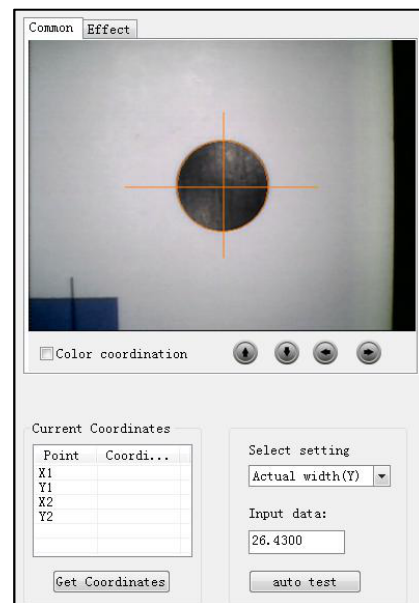 Common Effect
Color coordination
Current Coordinates
Point Coordi...
X1
Y1
X2
Y2
Get Coordinates
Select setting
Actual width(Y)
Input data:
26.4300
auto test